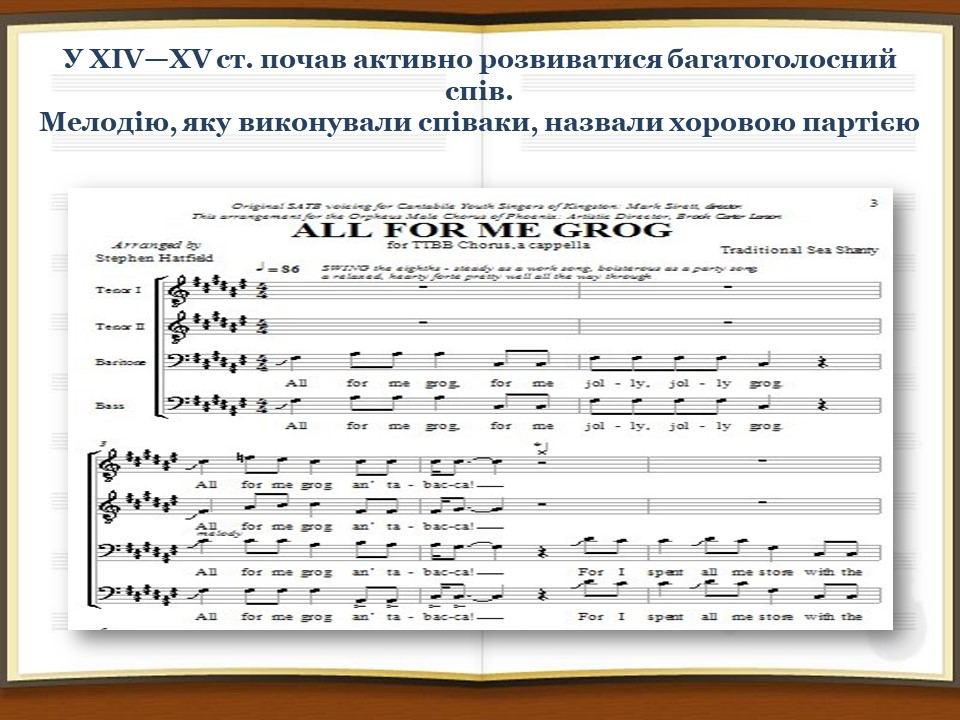 У XIV—XV ст. почав активно розвиватися багатоголосний
спів.
Мелодію, яку виконували співаки, назвали хоровою партією
Original SATB voicing for Cantabile Youth Singers of Kingston: Mark Sirett, director
3
This arrangement for the Orpheus Male Chorus of Phoenix: Artistic Director, Brook Carter Larson
ALL FOR ME GROG
for TTBB Chorus, a cappella
Arranged by
Stephen Hatfield
Traditional Sea Shanty
♩ = 86 SWING the eighths - steady as a work song, boisterous as a party song,
a relaxed, hearty forte pretty well all the way through
Tenor I
Tenor II
Baritone
All for me grog, for me jol - ly, jol - ly grog.
Bass
All for me grog, for me jol - ly, jol - ly grog.
3
All for me grog an' ta - bac-ca!
All for me grog an' ta - bac-ca!
melody
All for me grog an' ta - bac-ca! For I spent all me store with the
All for me grog an' ta - bac-ca! For I spent all me store with the